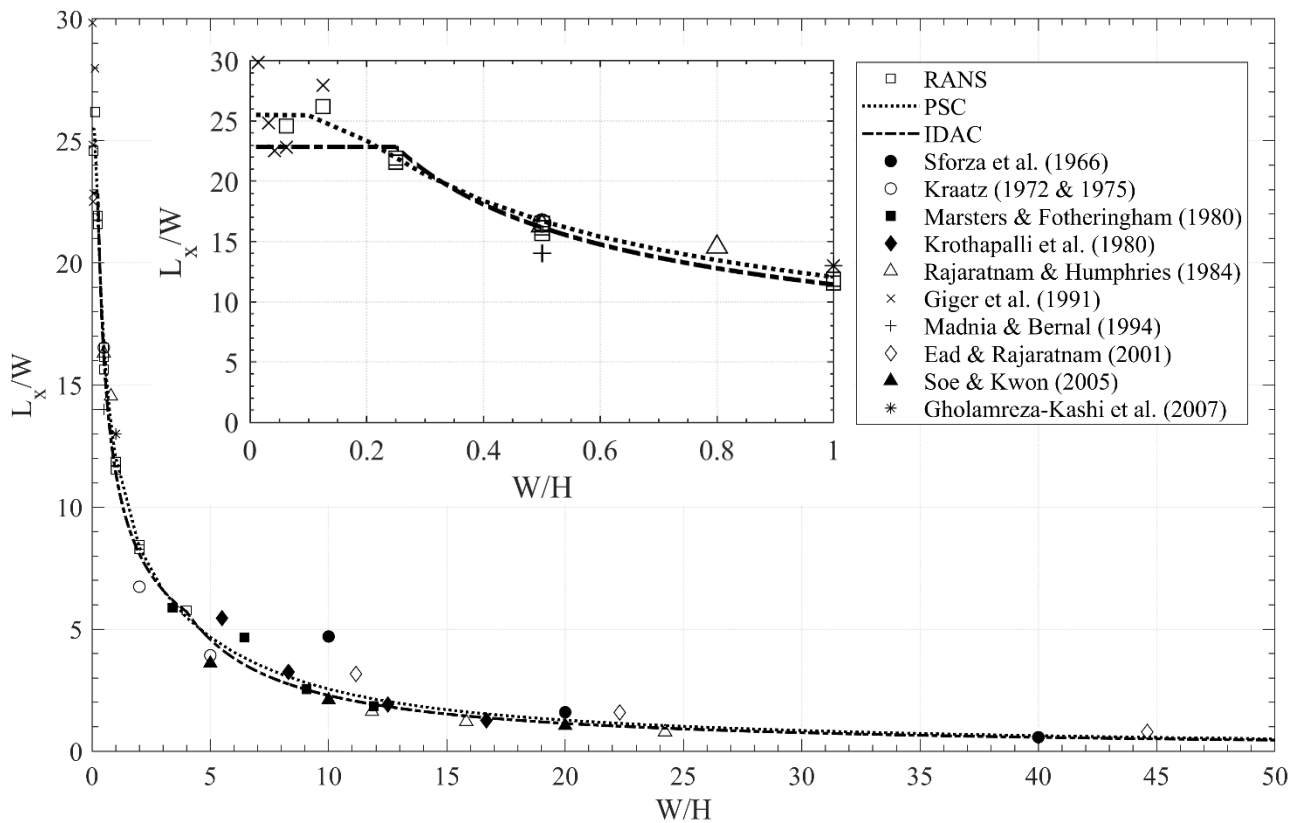 30
25
20
15
10
5
0
L_x/W
0 5 10 15 20 25 30 35 40 45 50
W/H
30
25
20
15
10
5
0
L_x/W
0 0.2 0.4 0.6 0.8 1
W/H
RANS
PSC
IDAC
Sforza et al. (1966)
Kraatz (1972 & 1975)
Marsters & Fotheringham (1980)
Krothapalli et al. (1980)
Rajaratnam & Humphries (1984)
Giger et al. (1991)
Madnia & Bernal (1994)
Ead & Rajaratnam (2001)
Soe & Kwon (2005)
Gholamreza-Kashi et al. (2007)